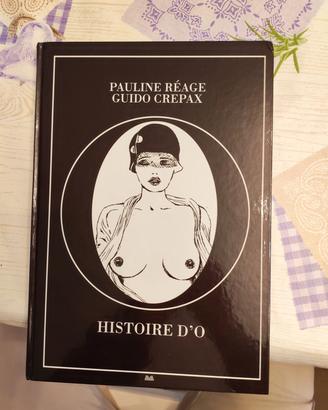 PAULINE RÉAGE
GUIDO CREPAX
HISTOIRE D'O